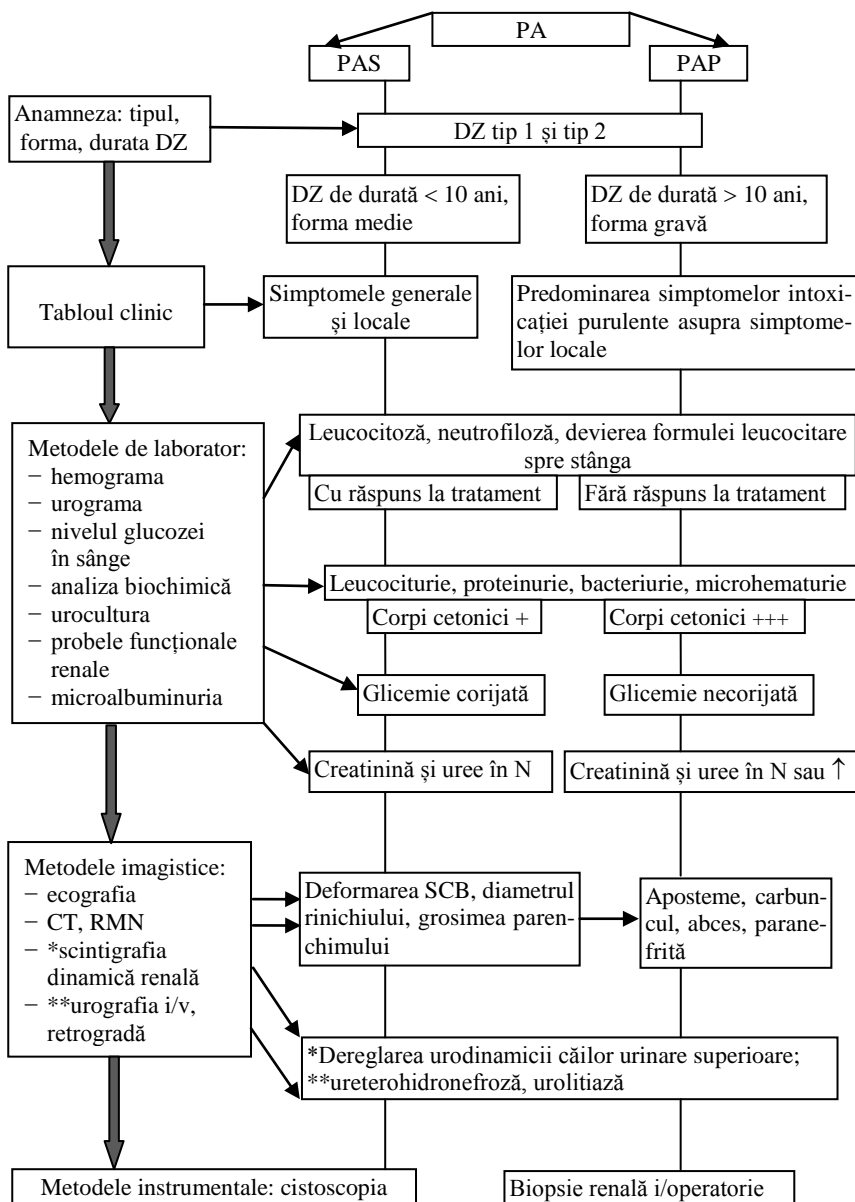 PA
PAS
PAP
Anamneza: tipul,
forma, durata DZ
DZ tip 1 și tip 2
DZ de durată < 10 ani,
forma medie
DZ de durată > 10 ani,
forma gravă
Tabloul clinic
Simptomele generale
și locale
Predominarea simptomelor intoxi-
cației purulente asupra simptome-
lor locale
Metodele de laborator:
− hemograma
− urograma
− nivelul glucozei
în sânge
− analiza biochimică
− urocultura
− probele funcționale
renale
− microalbuminuria
Leucocitoză, neutrofiloză, devierea formulei leucocitare
spre stânga
Cu răspuns la tratament
Fără răspuns la tratament
Leucociturie, proteinurie, bacteriurie, microhematurie
Corpi cetonici +
Corpi cetonici +++
Glicemie corijată
Glicemie necorijată
Creatinină și uree în N
Creatinină și uree în N sau ↑
Metodele imagistice:
− ecografia
− CT, RMN
− *scintigrafia
dinamică renală
− **urografia i/v,
retrogradă
Deformarea SCB, diametrul
rinichiului, grosimea paren-
chimului
Aposteme, carbun-
cul, abces, parane-
frită
*Dereglarea urodinamicii căilor urinare superioare;
**ureterohidronefroză, urolitiază
Metodele instrumentale: cistoscopia
Biopsie renală i/operatorie